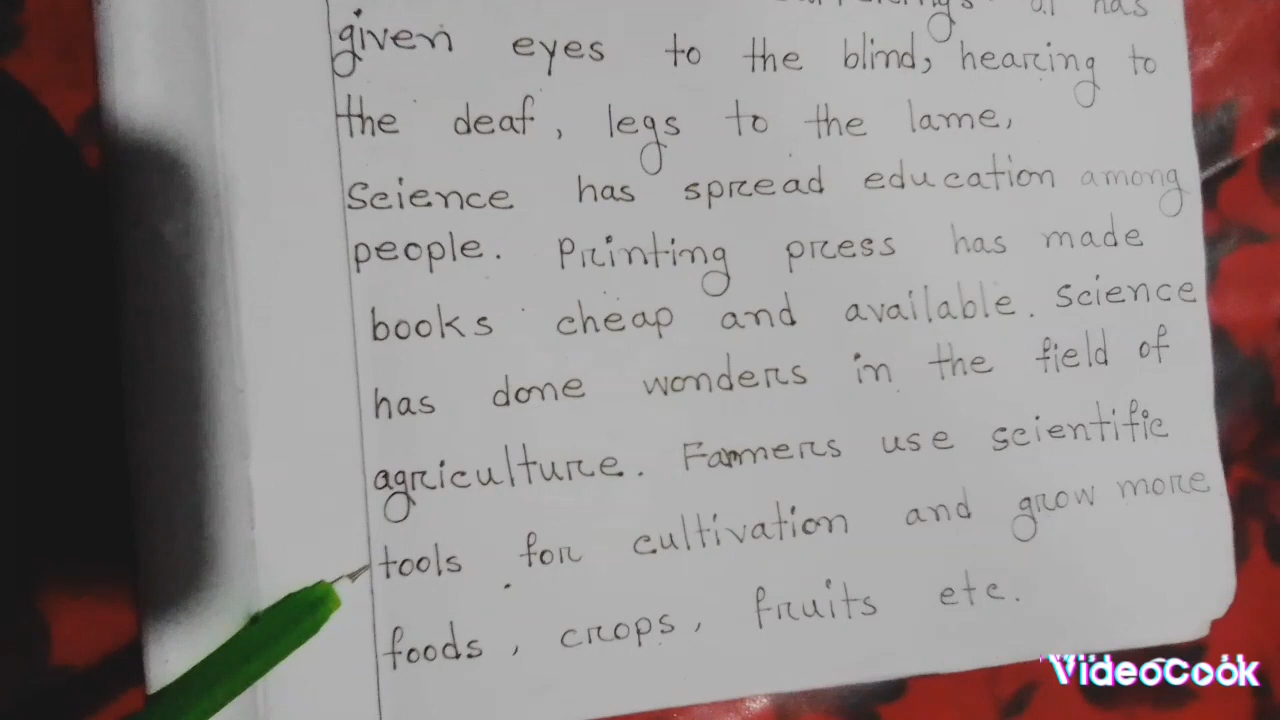 has
given eyes to the blind, hearing to
the deaf, legs to the lame,
Science has spread education among
people. Printing press has made
books cheap and available. Science
has done wonders in the field of
agriculture. Farmers use scientific
tools for cultivation and grow more
foods, crops, fruits etc.
VideoCook